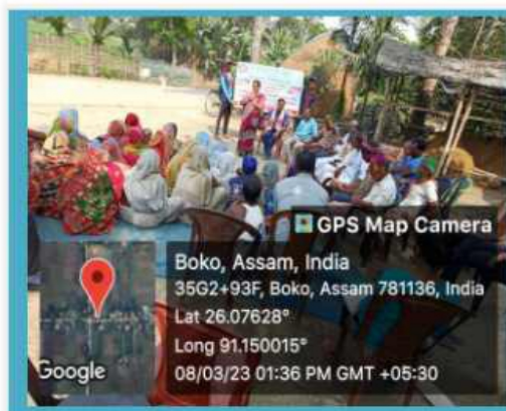 GPS Map Camera
Boko, Assam, India
35G2+93F, Boko, Assam 781136, India
Lat 26.07628°
Long 91.150015°
08/03/23 01:36 PM GMT +05:30
Google